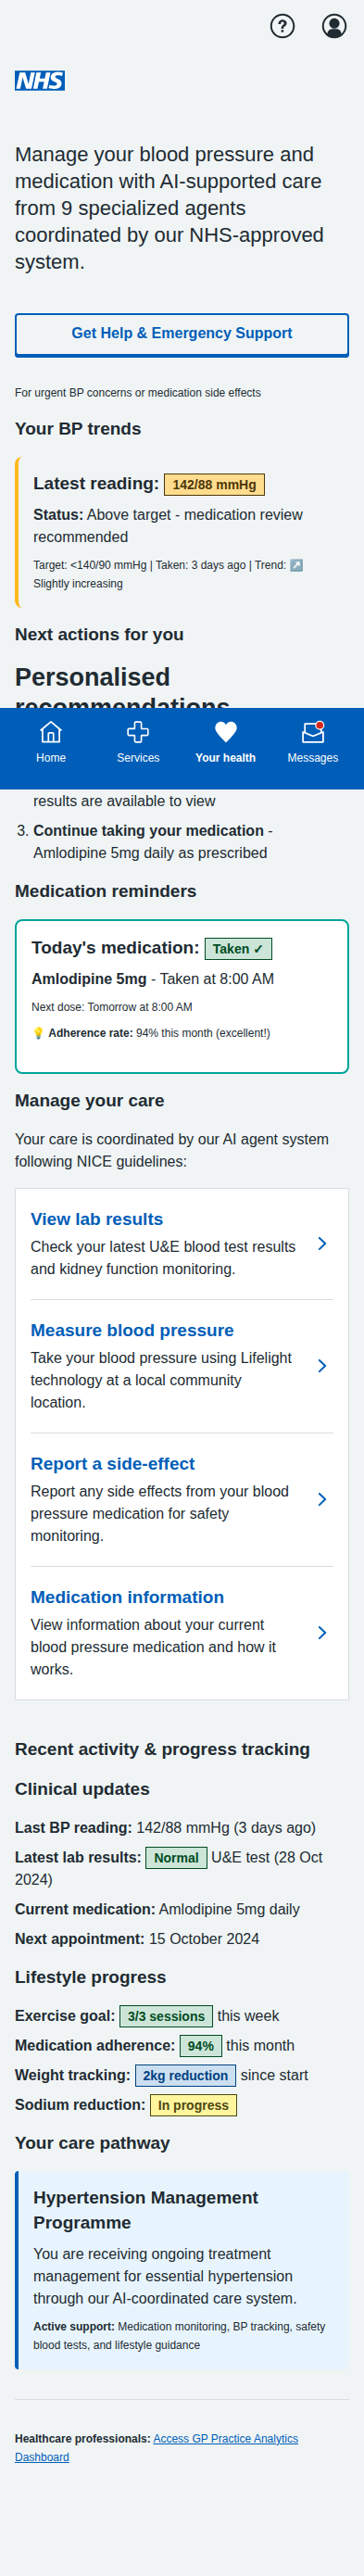 NHS
Manage your blood pressure and
medication with AI-supported care
from 9 specialized agents
coordinated by our NHS-approved
system.
Get Help & Emergency Support
For urgent BP concerns or medication side effects
Your BP trends
Latest reading: 142/88 mmHg
Status: Above target - medication review
recommended
Target: <140/90 mmHg | Taken: 3 days ago | Trend: ↗
Slightly increasing
Next actions for you
Personalised
recommendations
Home
Services
Your health
Messages
results are available to view
3. Continue taking your medication -
Amlodipine 5mg daily as prescribed
Medication reminders
Today's medication: Taken ✓
Amlodipine 5mg - Taken at 8:00 AM
Next dose: Tomorrow at 8:00 AM
💡 Adherence rate: 94% this month (excellent!)
Manage your care
Your care is coordinated by our AI agent system
following NICE guidelines:
View lab results
Check your latest U&E blood test results
and kidney function monitoring.
Measure blood pressure
Take your blood pressure using Lifelight
technology at a local community
location.
Report a side-effect
Report any side effects from your blood
pressure medication for safety
monitoring.
Medication information
View information about your current
blood pressure medication and how it
works.
Recent activity & progress tracking
Clinical updates
Last BP reading: 142/88 mmHg (3 days ago)
Latest lab results: Normal U&E test (28 Oct
2024)
Current medication: Amlodipine 5mg daily
Next appointment: 15 October 2024
Lifestyle progress
Exercise goal: 3/3 sessions this week
Medication adherence: 94% this month
Weight tracking: 2kg reduction since start
Sodium reduction: In progress
Your care pathway
Hypertension Management
Programme
You are receiving ongoing treatment
management for essential hypertension
through our AI-coordinated care system.
Active support: Medication monitoring, BP tracking, safety
blood tests, and lifestyle guidance
Healthcare professionals: Access GP Practice Analytics
Dashboard